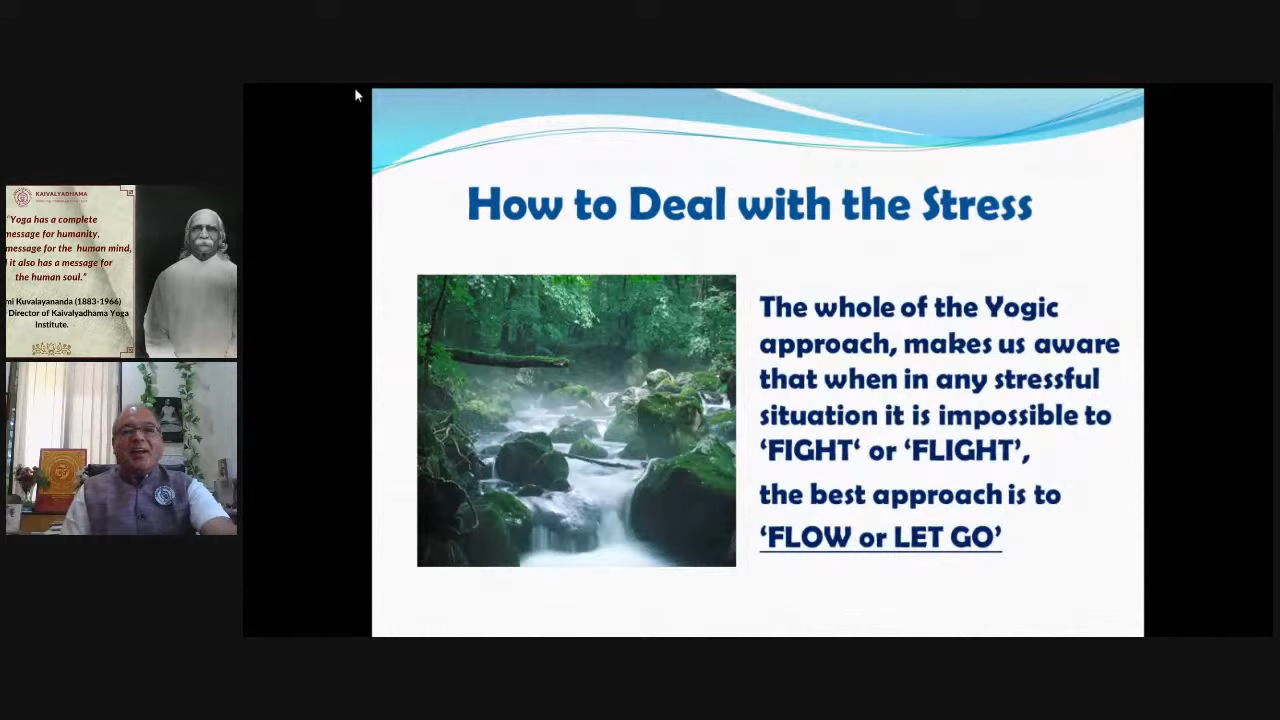 KAIVALYADHAMA
"Yoga has a complete
message for humanity,
message for the human mind,
it also has a message for
the human soul."
mi Kuvalayananda (1883-1966)
Director of Kaivalyadhama Yoga
Institute.
How to Deal with the Stress
The whole of the Yogic
approach, makes us aware
that when in any stressful
situation it is impossible to
‘FIGHT‘ or ‘FLIGHT’,
the best approach is to
‘FLOW or LET GO’